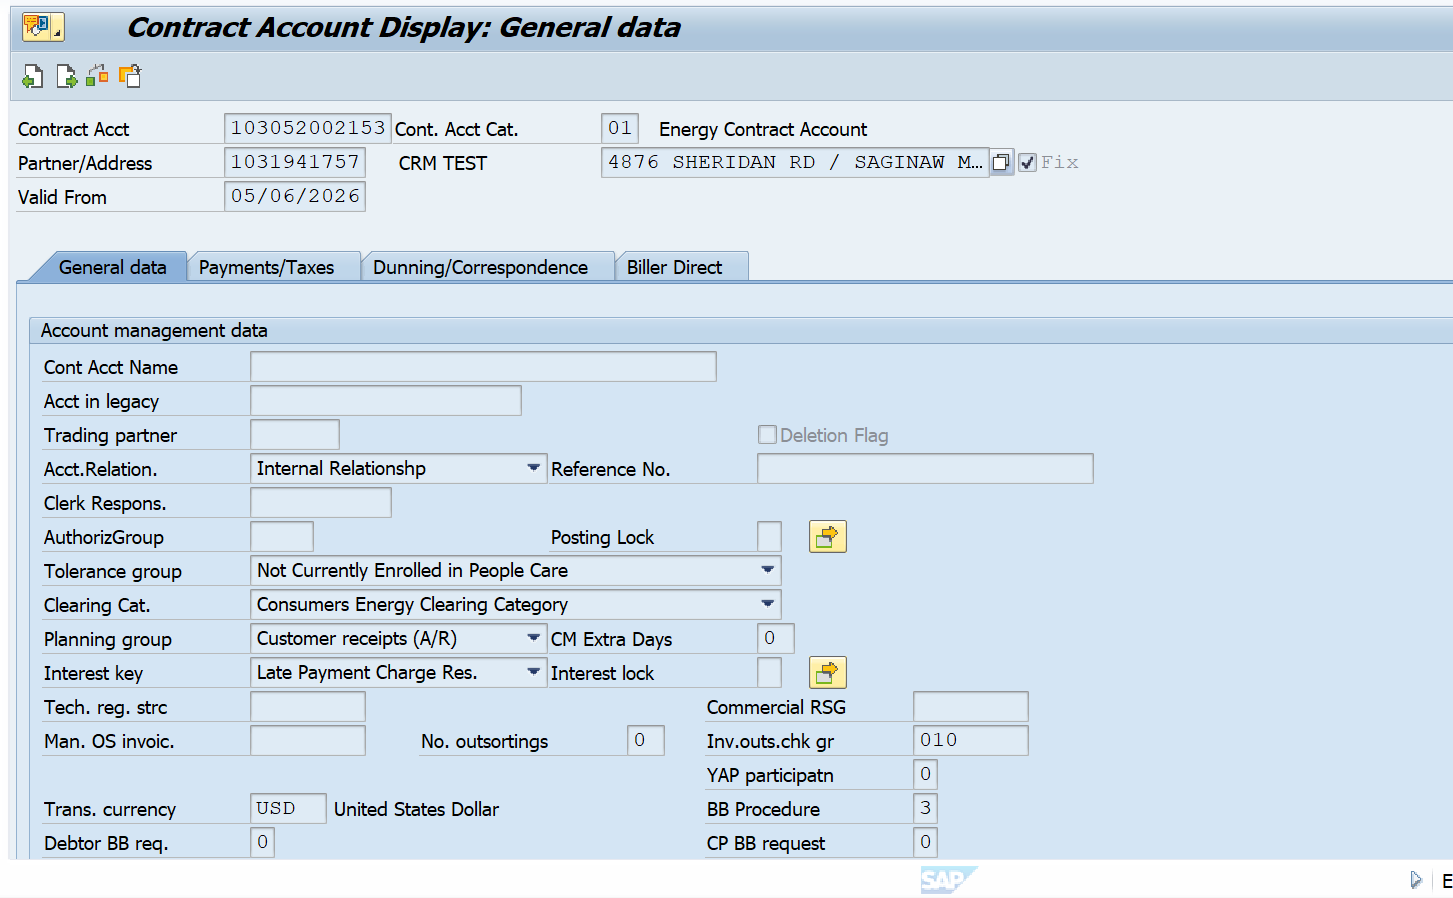 Contract Account Display: General data
Contract Acct 103052002153 Cont. Acct Cat. 01 Energy Contract Account
Partner/Address 1031941757 CRM TEST 4876 SHERIDAN RD / SAGINAW M… Fix
Valid From 05/06/2026
General data Payments/Taxes Dunning/Correspondence Biller Direct
Account management data
Cont Acct Name
Acct in legacy
Trading partner Deletion Flag
Acct.Relation. Internal Relationshp Reference No.
Clerk Respons.
AuthorizGroup Posting Lock
Tolerance group Not Currently Enrolled in People Care
Clearing Cat. Consumers Energy Clearing Category
Planning group Customer receipts (A/R) CM Extra Days 0
Interest key Late Payment Charge Res. Interest lock
Tech. reg. strc Commercial RSG
Man. OS invoic. No. outsortings 0 Inv.outs.chk gr 010
YAP participatn 0
Trans. currency USD United States Dollar BB Procedure 3
Debtor BB req. 0 CP BB request 0
SAP E